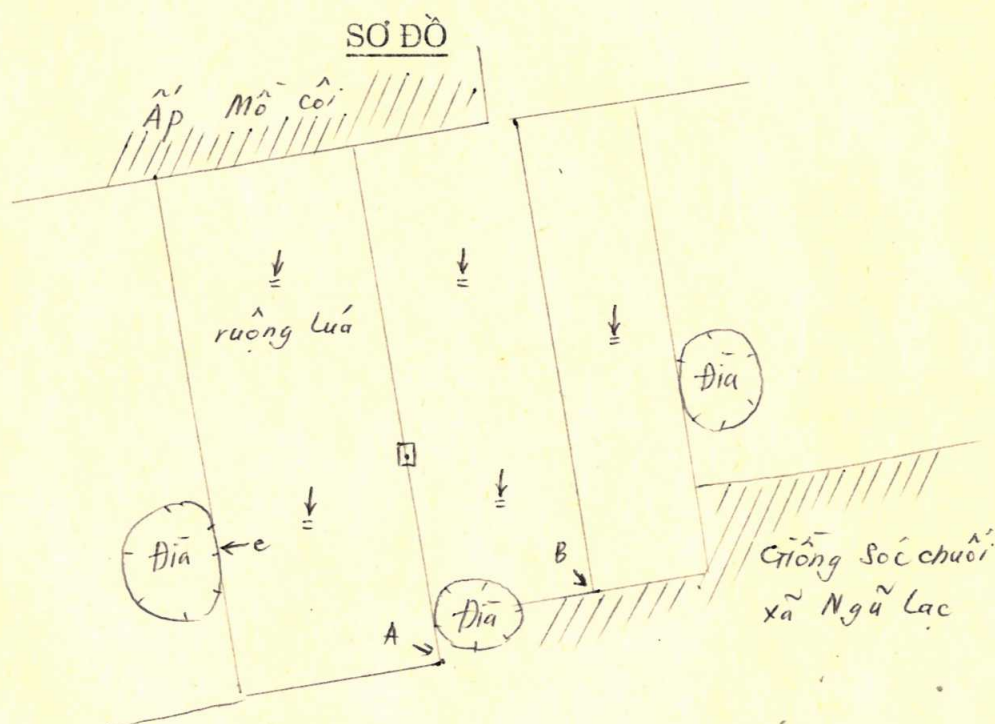 SƠ ĐỒ
Ấp Mồ côi
ruộng lúa
Đìa
Đìa
e
B
Giồng Sóc chuối
xã Ngũ Lạc
Đìa
A